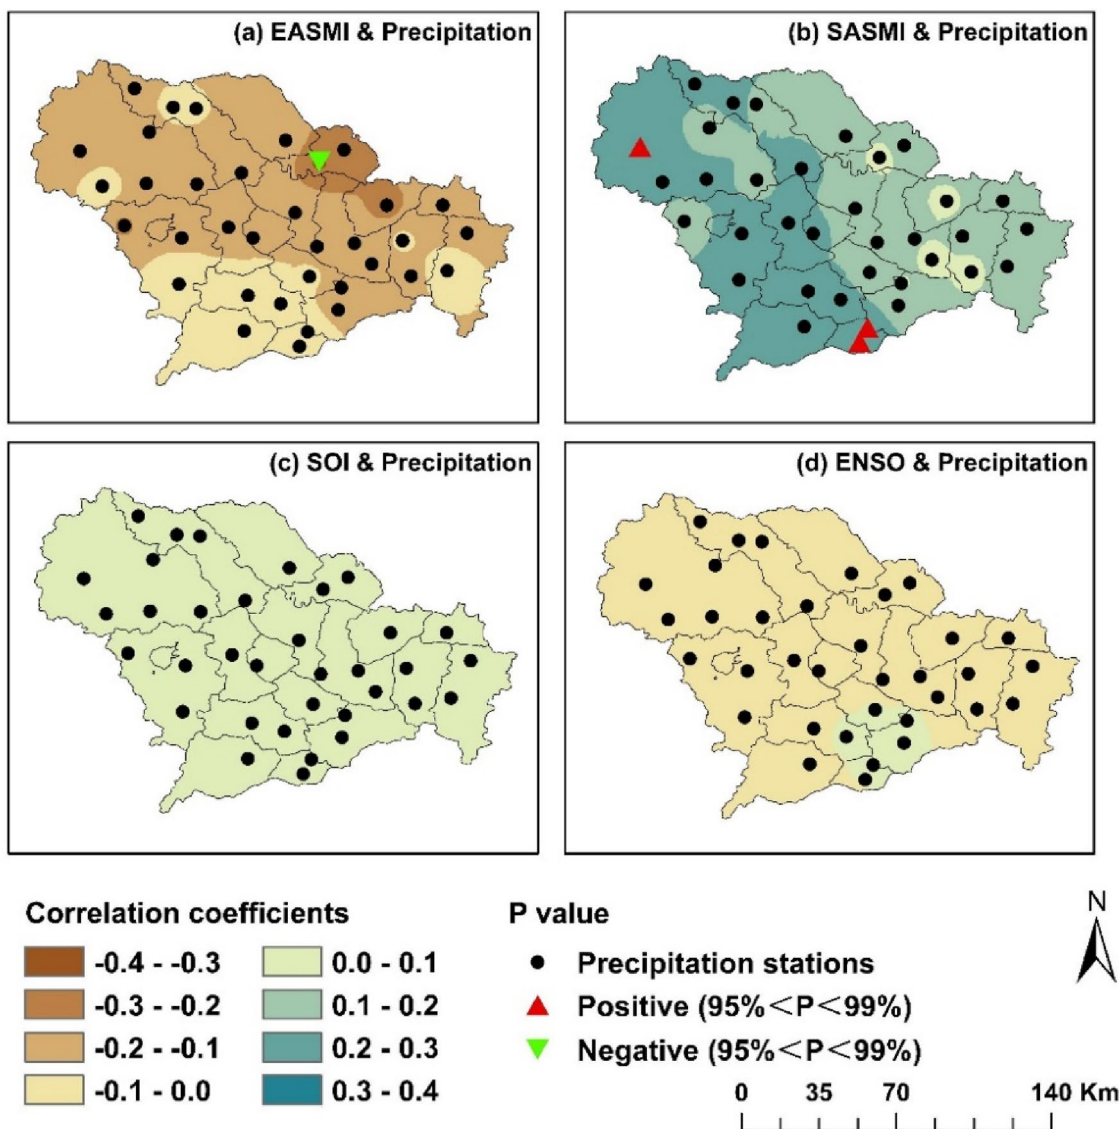 (a) EASMI & Precipitation
(b) SASMI & Precipitation
(c) SOI & Precipitation
(d) ENSO & Precipitation
Correlation coefficients
-0.4 - -0.3
-0.3 - -0.2
-0.2 - -0.1
-0.1 - 0.0
0.0 - 0.1
0.1 - 0.2
0.2 - 0.3
0.3 - 0.4
P value
Precipitation stations
Positive (95%<P<99%)
Negative (95%<P<99%)
N
0 35 70 140 Km